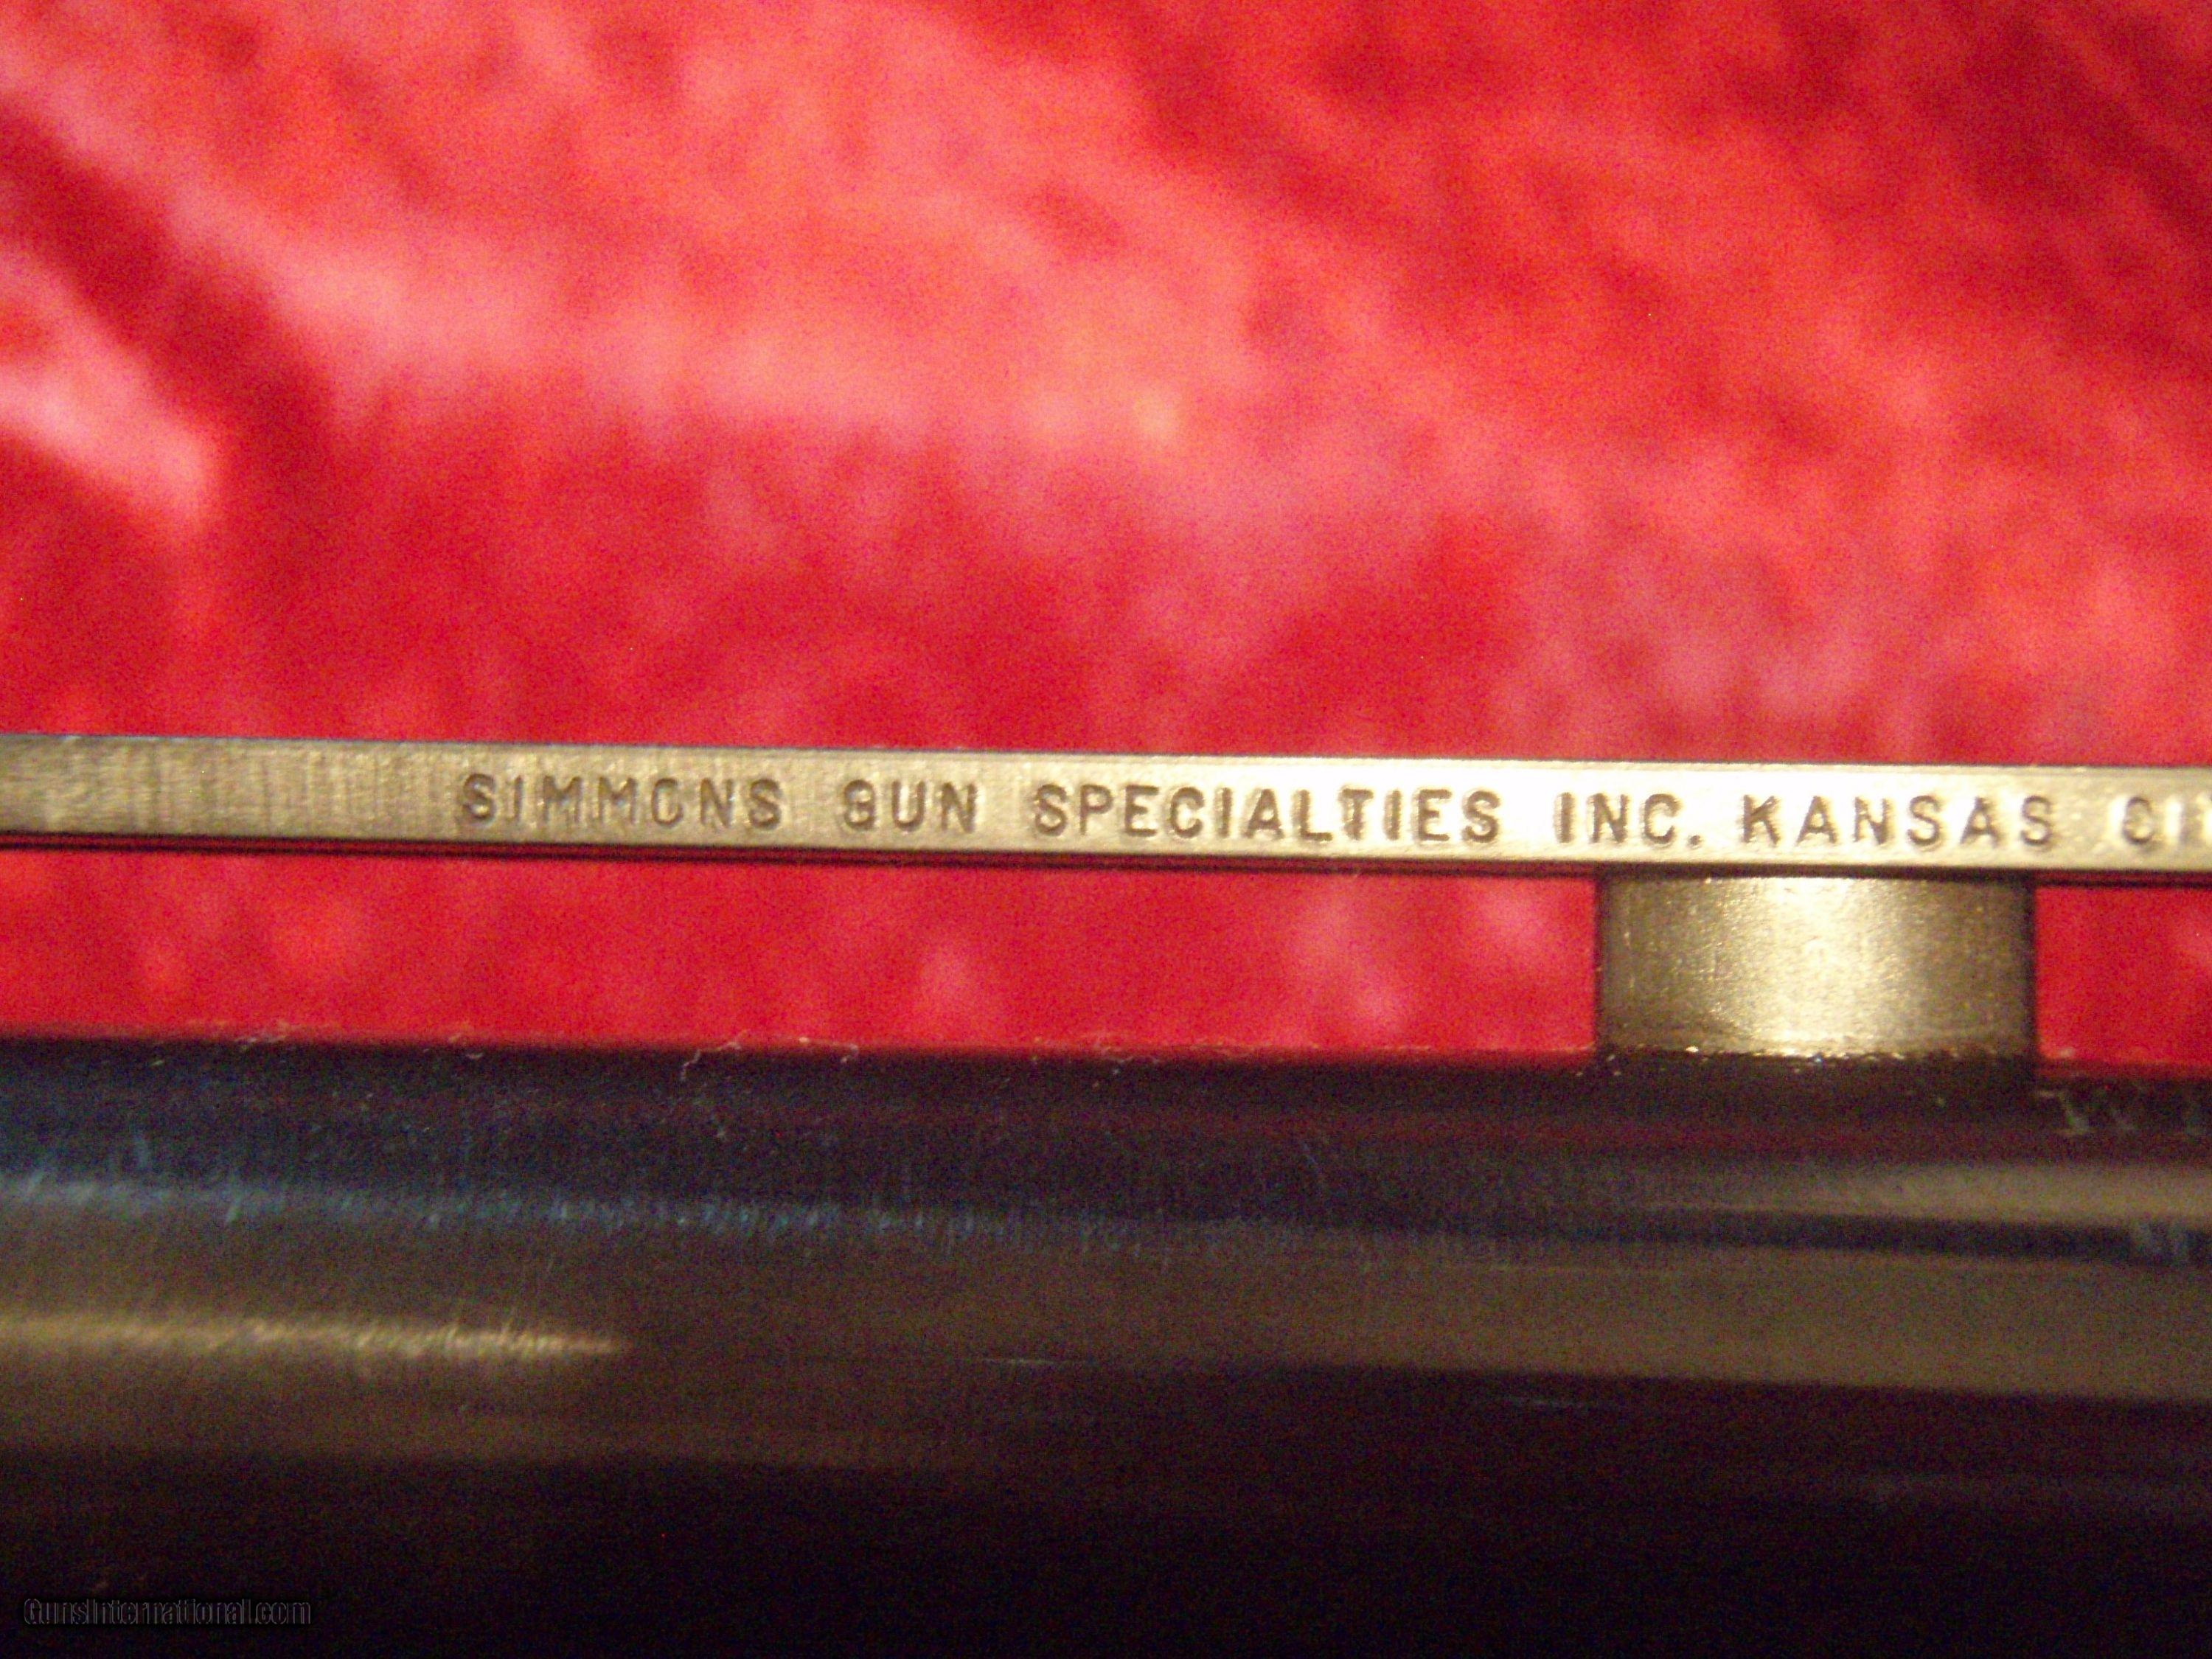 SIMMONS GUN SPECIALTIES INC. KANSAS
GunsInternational.com